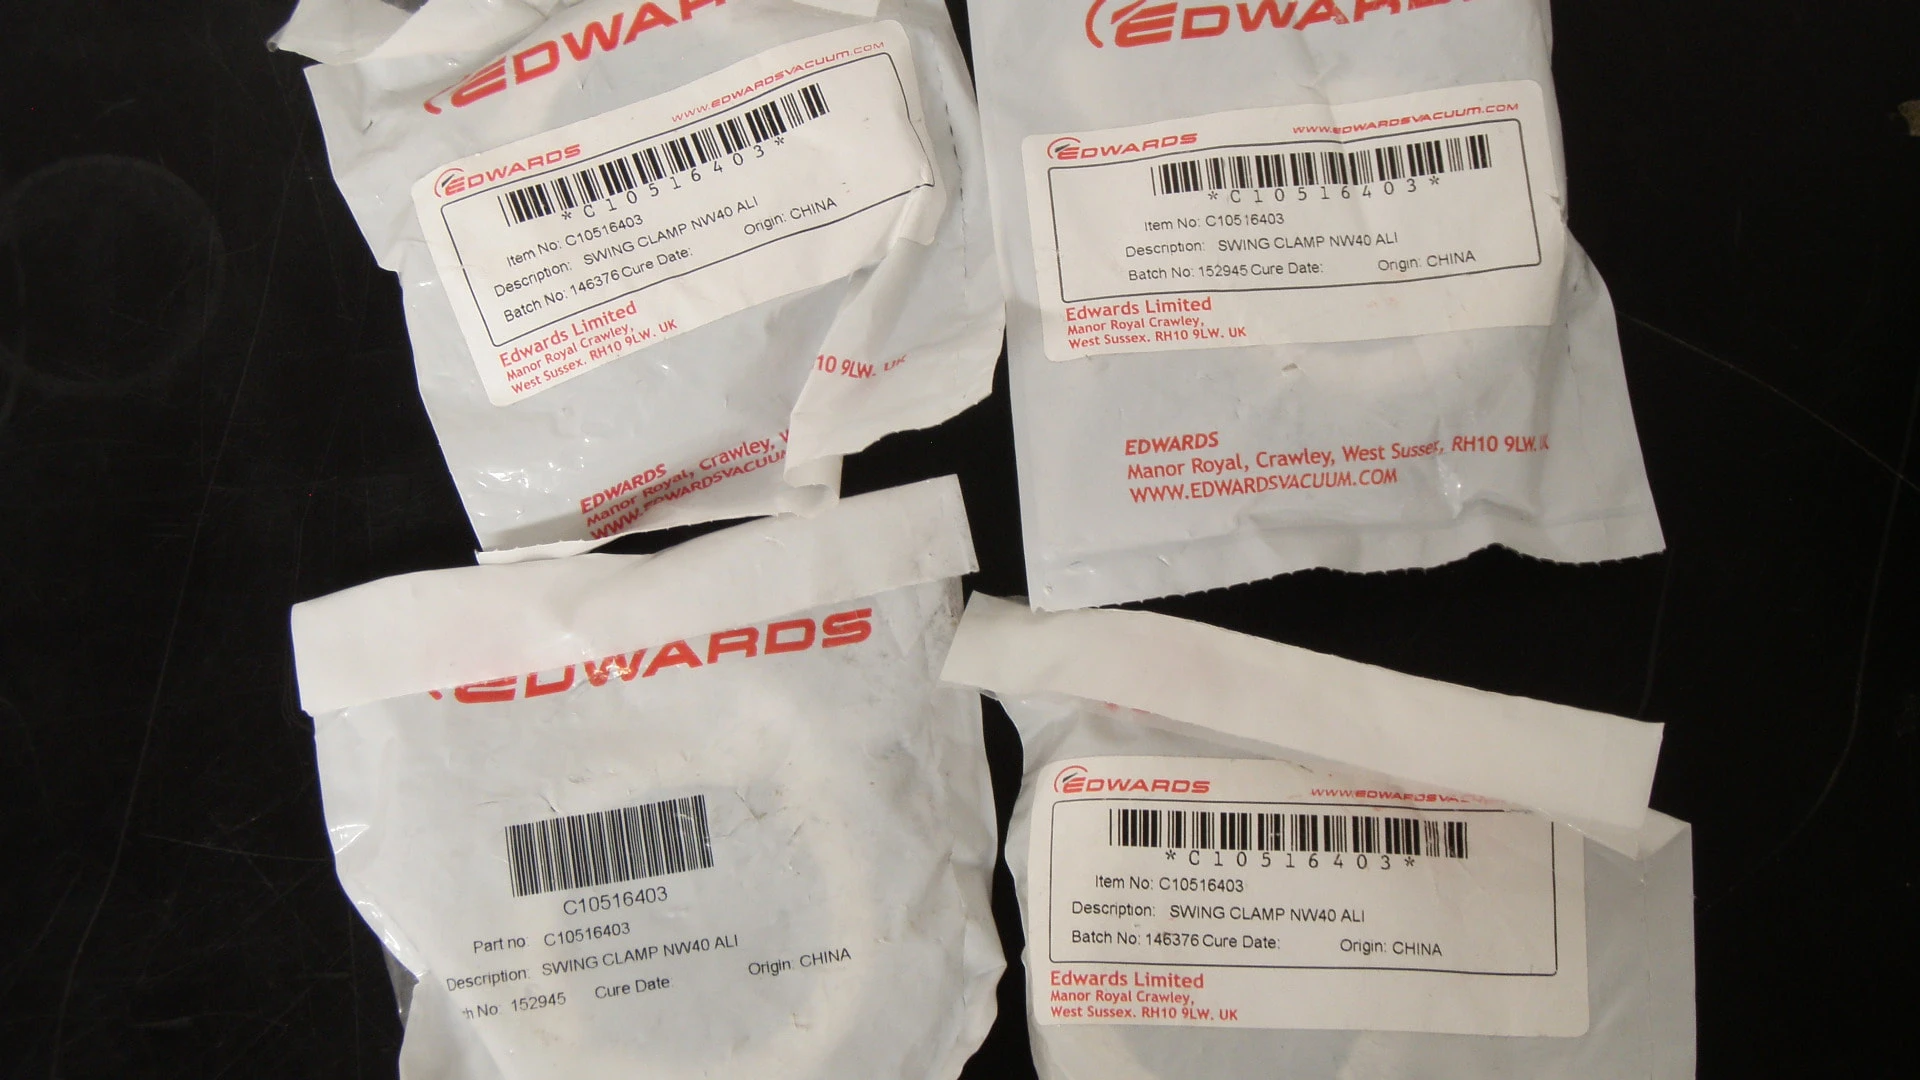 EDWAR
WWW.EDWARDSVACUUM.COM
EDWARDS
*C10516403*
Item No: C10516403
Description: SWING CLAMP NW40 ALI
Batch No: 146376 Cure Date: Origin: CHINA
Edwards Limited
Manor Royal Crawley,
West Sussex. RH10 9LW. UK
10 9LW. UK
EDWARDS
Manor Royal, Crawley, W
WWW.EDWARDSVACUUM
EDWARDS
EDWARDS WWW.EDWARDSVACUUM.COM
*C10516403*
Item No: C10516403
Description: SWING CLAMP NW40 ALI
Batch No: 152945 Cure Date: Origin: CHINA
Edwards Limited
Manor Royal Crawley,
West Sussex. RH10 9LW. UK
EDWARDS
Manor Royal, Crawley, West Sussex, RH10 9LW. U
WWW.EDWARDSVACUUM.COM
EDWARDS
C10516403
Part no. C10516403
Description: SWING CLAMP NW40 ALI
ch No: 152945 Cure Date Origin: CHINA
EDWARDS WWW.EDWARDSVAC
*C10516403*
Item No: C10516403
Description: SWING CLAMP NW40 ALI
Batch No: 146376 Cure Date: Origin: CHINA
Edwards Limited
Manor Royal Crawley,
West Sussex. RH10 9LW. UK